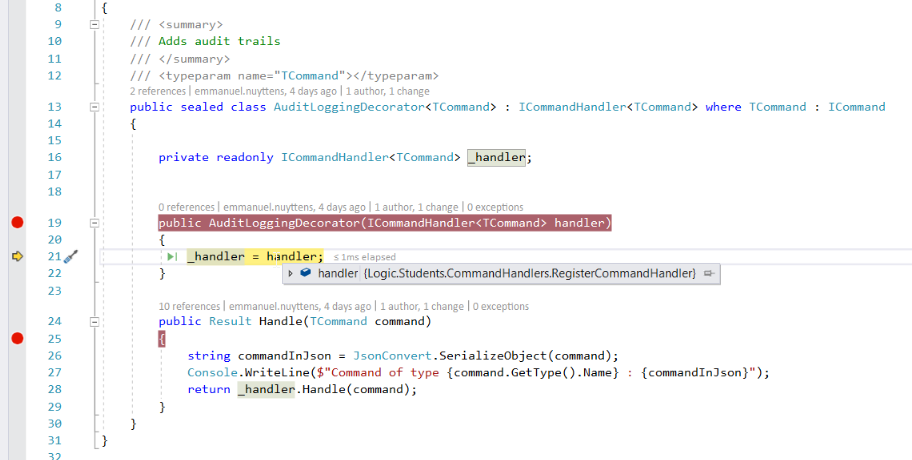 8 {
9 /// <summary>
10 /// Adds audit trails
11 /// </summary>
12 /// <typeparam name="TCommand"></typeparam>
2 references | emmanuel.nuyttens, 4 days ago | 1 author, 1 change
13 public sealed class AuditLoggingDecorator<TCommand> : ICommandHandler<TCommand> where TCommand : ICommand
14 {
15
16 private readonly ICommandHandler<TCommand> _handler;
17
18
0 references | emmanuel.nuyttens, 4 days ago | 1 author, 1 change | 0 exceptions
19 public AuditLoggingDecorator(ICommandHandler<TCommand> handler)
20 {
21 _handler = handler; ≤ 1ms elapsed
22 }
handler {Logic.Students.CommandHandlers.RegisterCommandHandler}
23
10 references | emmanuel.nuyttens, 4 days ago | 1 author, 1 change | 0 exceptions
24 public Result Handle(TCommand command)
25 {
26 string commandInJson = JsonConvert.SerializeObject(command);
27 Console.WriteLine($"Command of type {command.GetType().Name} : {commandInJson}");
28 return _handler.Handle(command);
29 }
30 }
31 }
32